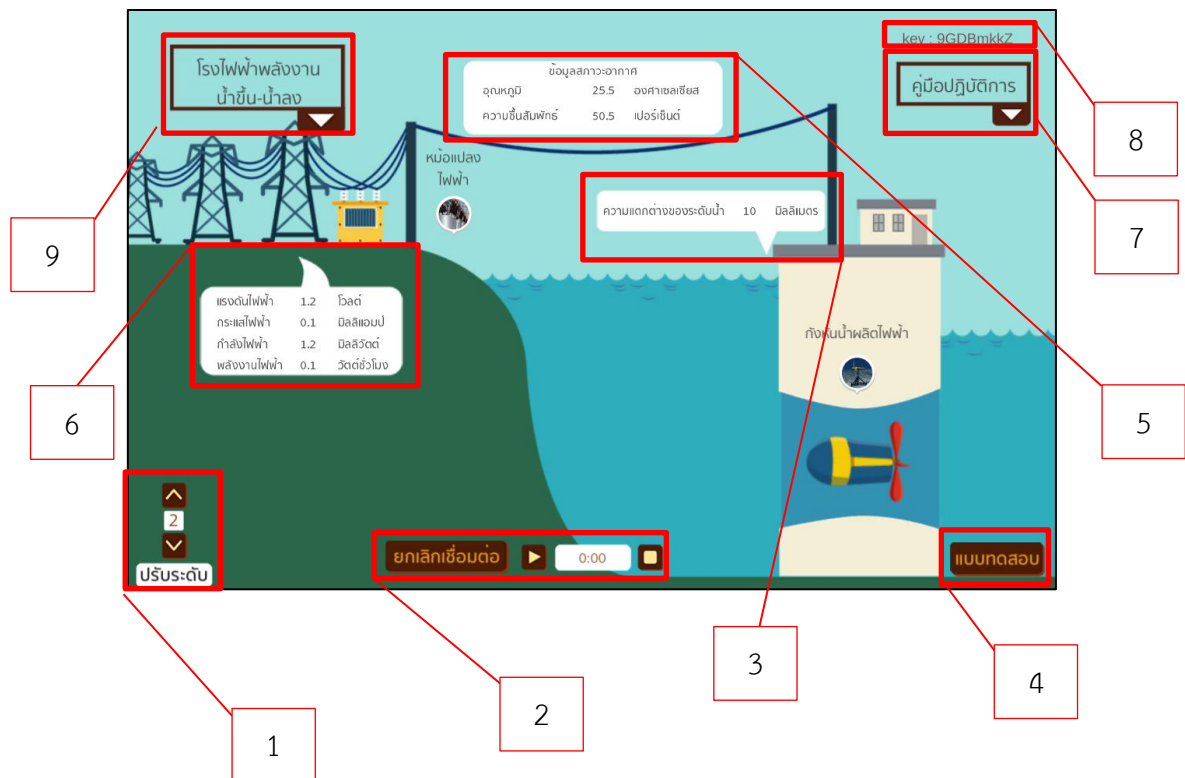 key : 9GDBmkkZ
โรงไฟฟ้าพลังงาน
น้ำขึ้น-น้ำลง
ข้อมูลสภาวะอากาศ
อุณหภูมิ 25.5 องศาเซลเซียส
ความชื้นสัมพัทธ์ 50.5 เปอร์เซ็นต์
คู่มือปฏิบัติการ
8
หม้อแปลง
ไฟฟ้า
ความแตกต่างของระดับน้ำ 10 มิลลิเมตร
9
7
แรงดันไฟฟ้า 1.2 โวลต์
กระแสไฟฟ้า 0.1 มิลลิแอมป์
กำลังไฟฟ้า 1.2 มิลลิวัตต์
พลังงานไฟฟ้า 0.1 วัตต์ชั่วโมง
กังหันน้ำผลิตไฟฟ้า
6
5
2
ปรับระดับ
ยกเลิกเชื่อมต่อ 0:00
แบบทดสอบ
3
4
2
1